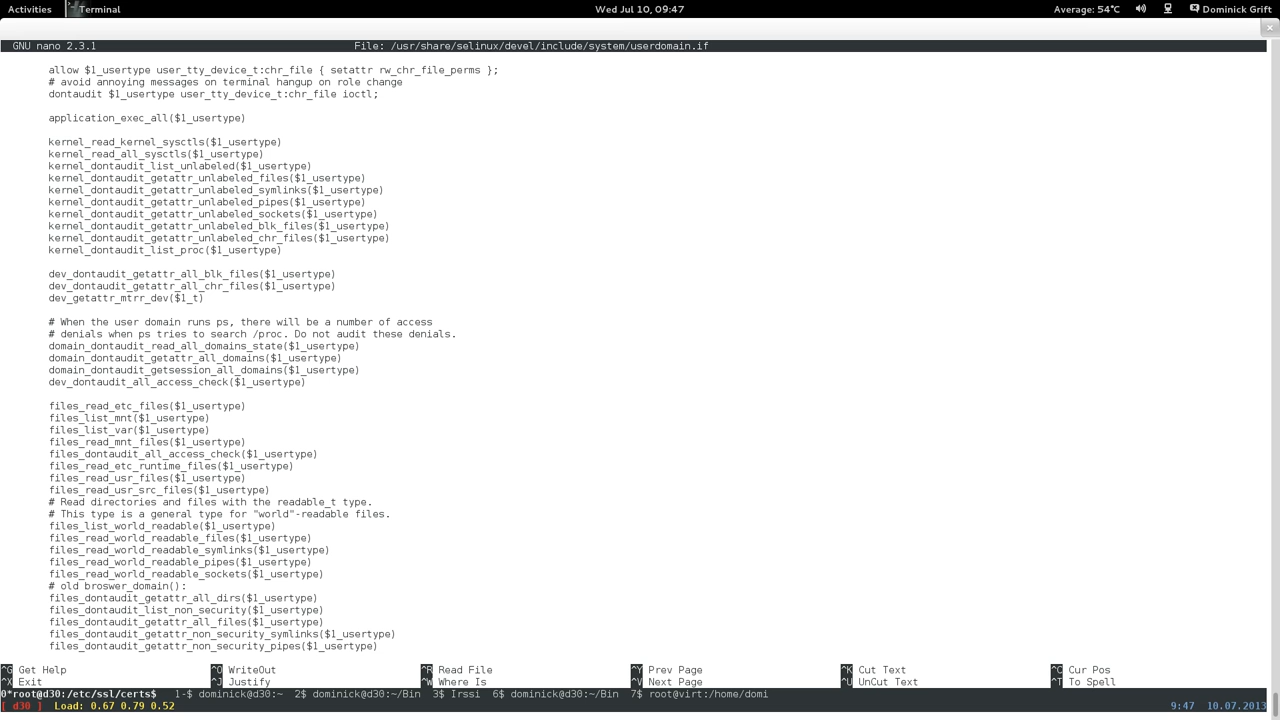 Activities Terminal Wed Jul 10, 09:47 Average: 54°C Dominick Grift
GNU nano 2.3.1 File: /usr/share/selinux/devel/include/system/userdomain.if
allow $1_usertype user_tty_device_t:chr_file { setattr rw_chr_file_perms };
# avoid annoying messages on terminal hangup on role change
dontaudit $1_usertype user_tty_device_t:chr_file ioctl;
application_exec_all($1_usertype)
kernel_read_kernel_sysctls($1_usertype)
kernel_read_all_sysctls($1_usertype)
kernel_dontaudit_list_unlabeled($1_usertype)
kernel_dontaudit_getattr_unlabeled_files($1_usertype)
kernel_dontaudit_getattr_unlabeled_symlinks($1_usertype)
kernel_dontaudit_getattr_unlabeled_pipes($1_usertype)
kernel_dontaudit_getattr_unlabeled_sockets($1_usertype)
kernel_dontaudit_getattr_unlabeled_blk_files($1_usertype)
kernel_dontaudit_getattr_unlabeled_chr_files($1_usertype)
kernel_dontaudit_list_proc($1_usertype)
dev_dontaudit_getattr_all_blk_files($1_usertype)
dev_dontaudit_getattr_all_chr_files($1_usertype)
dev_getattr_mtrr_dev($1_t)
# When the user domain runs ps, there will be a number of access
# denials when ps tries to search /proc. Do not audit these denials.
domain_dontaudit_read_all_domains_state($1_usertype)
domain_dontaudit_getattr_all_domains($1_usertype)
domain_dontaudit_getsession_all_domains($1_usertype)
dev_dontaudit_all_access_check($1_usertype)
files_read_etc_files($1_usertype)
files_list_mnt($1_usertype)
files_list_var($1_usertype)
files_read_mnt_files($1_usertype)
files_dontaudit_all_access_check($1_usertype)
files_read_etc_runtime_files($1_usertype)
files_read_usr_files($1_usertype)
files_read_usr_src_files($1_usertype)
# Read directories and files with the readable_t type.
# This type is a general type for "world"-readable files.
files_list_world_readable($1_usertype)
files_read_world_readable_files($1_usertype)
files_read_world_readable_symlinks($1_usertype)
files_read_world_readable_pipes($1_usertype)
files_read_world_readable_sockets($1_usertype)
# old broswer_domain():
files_dontaudit_getattr_all_dirs($1_usertype)
files_dontaudit_list_non_security($1_usertype)
files_dontaudit_getattr_all_files($1_usertype)
files_dontaudit_getattr_non_security_symlinks($1_usertype)
files_dontaudit_getattr_non_security_pipes($1_usertype)
^G Get Help ^O WriteOut ^R Read File ^Y Prev Page ^K Cut Text ^C Cur Pos
^X Exit ^J Justify ^W Where Is ^V Next Page ^U UnCut Text ^T To Spell
0*root@d30:/etc/ssl/certs* 1-$ dominick@d30:~ 2$ dominick@d30:~/Bin 3$ Irssi 6$ dominick@d30:~/Bin 7$ root@virt:/home/domi
[ d30 ] Load: 0.67 0.79 0.52 9:47 10.07.2013